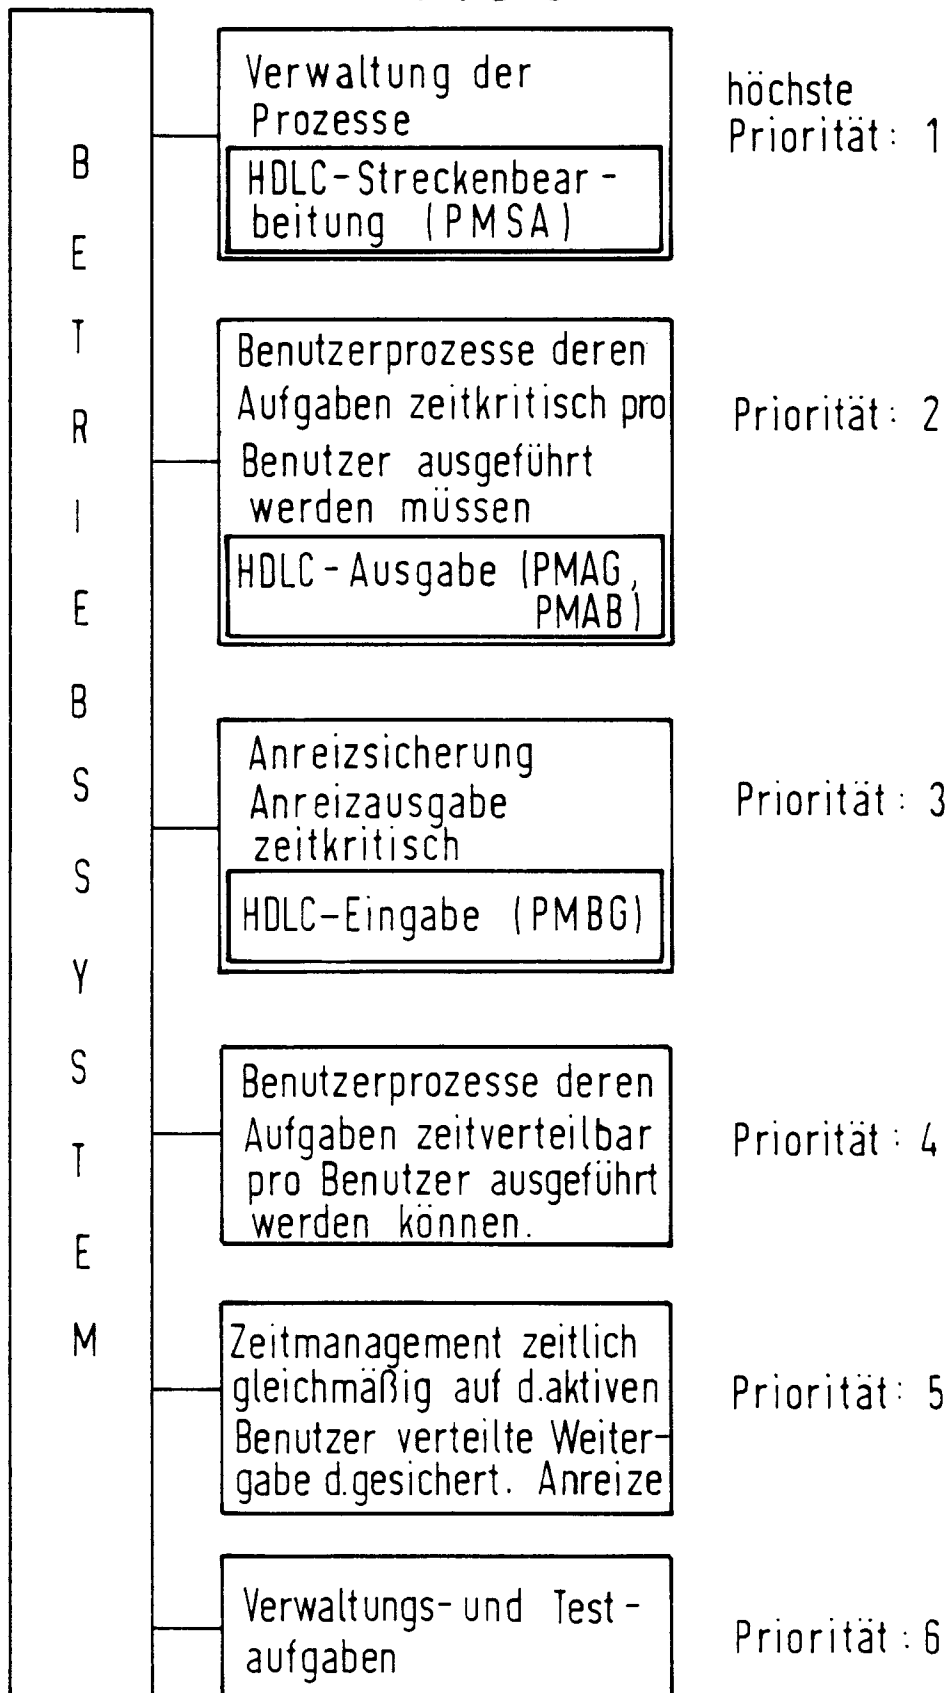 BETRIEBSSYSTEM
Verwaltung der
Prozesse
HDLC-Streckenbear-
beitung (PMSA)
höchste
Priorität: 1
Benutzerprozesse deren
Aufgaben zeitkritisch pro
Benutzer ausgeführt
werden müssen
HDLC-Ausgabe (PMAG,
PMAB)
Priorität: 2
Anreizsicherung
Anreizausgabe
zeitkritisch
HDLC-Eingabe (PMBG)
Priorität: 3
Benutzerprozesse deren
Aufgaben zeitverteilbar
pro Benutzer ausgeführt
werden können.
Priorität: 4
Zeitmanagement zeitlich
gleichmäßig auf d.aktiven
Benutzer verteilte Weiter-
gabe d.gesichert. Anreize
Priorität: 5
Verwaltungs-und Test-
aufgaben
Priorität: 6